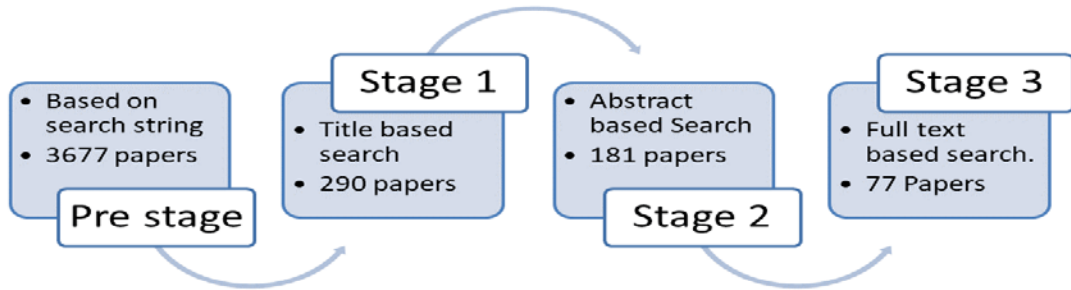 • Based on
search string
• 3677 papers
Pre stage
Stage 1
• Title based
search
• 290 papers
• Abstract
based Search
• 181 papers
Stage 2
Stage 3
• Full text
based search.
• 77 Papers